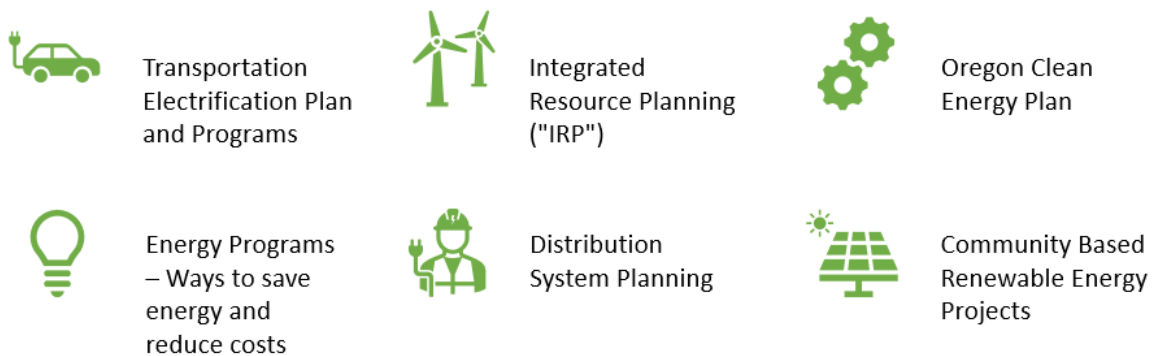 Transportation
Electrification Plan
and Programs
Integrated
Resource Planning
("IRP")
Oregon Clean
Energy Plan
Energy Programs
– Ways to save
energy and
reduce costs
Distribution
System Planning
Community Based
Renewable Energy
Projects